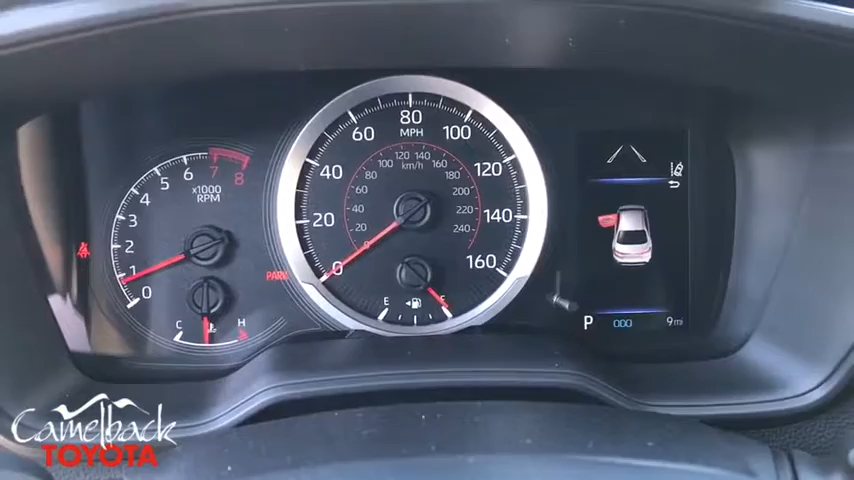 0 1 2 3 4 5 6 7 8
x1000
RPM
C H
PARK
0 20 40 60 80 100 120 140 160
MPH
20 40 60 80 100 120 140 160 180 200 220 240
km/h
E F
P 000 9mi
Camelback
TOYOTA